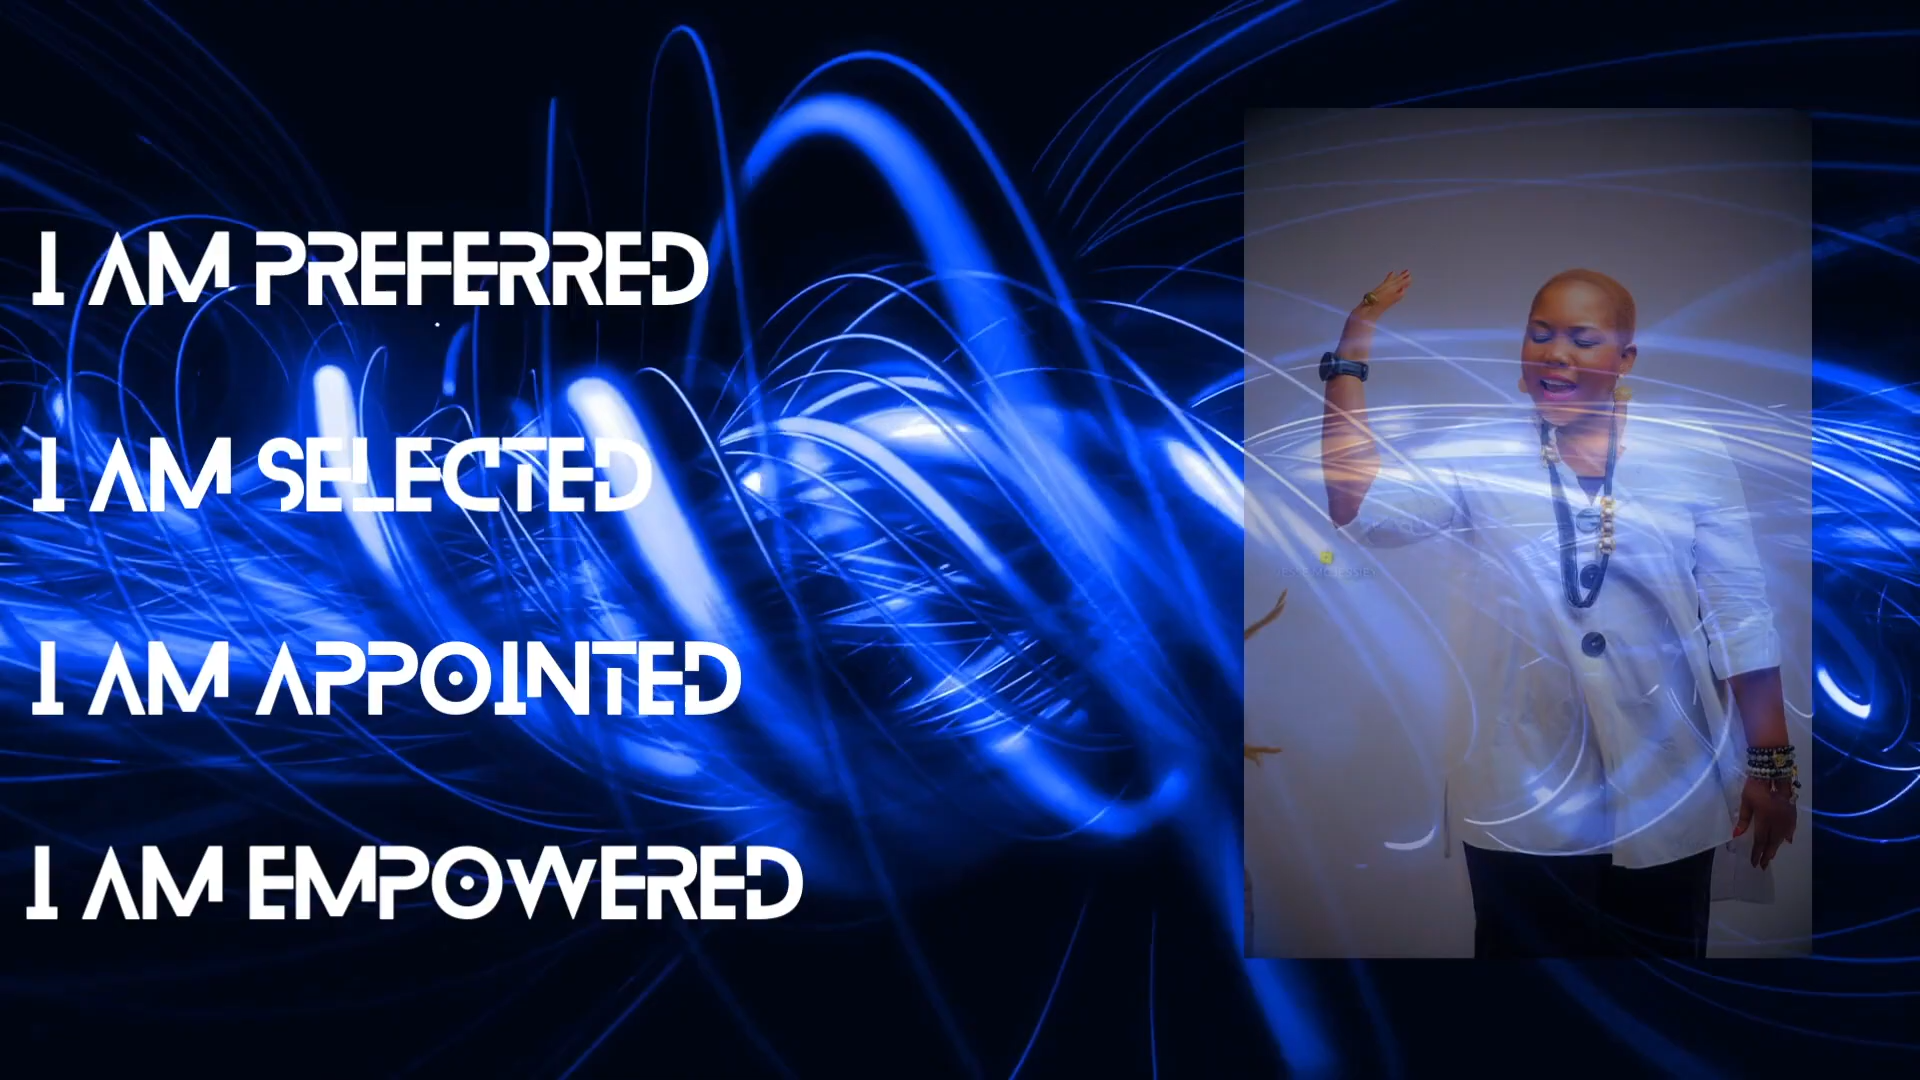 I AM PREFERRED
I AM SELECTED
I AM APPOINTED
I AM EMPOWERED